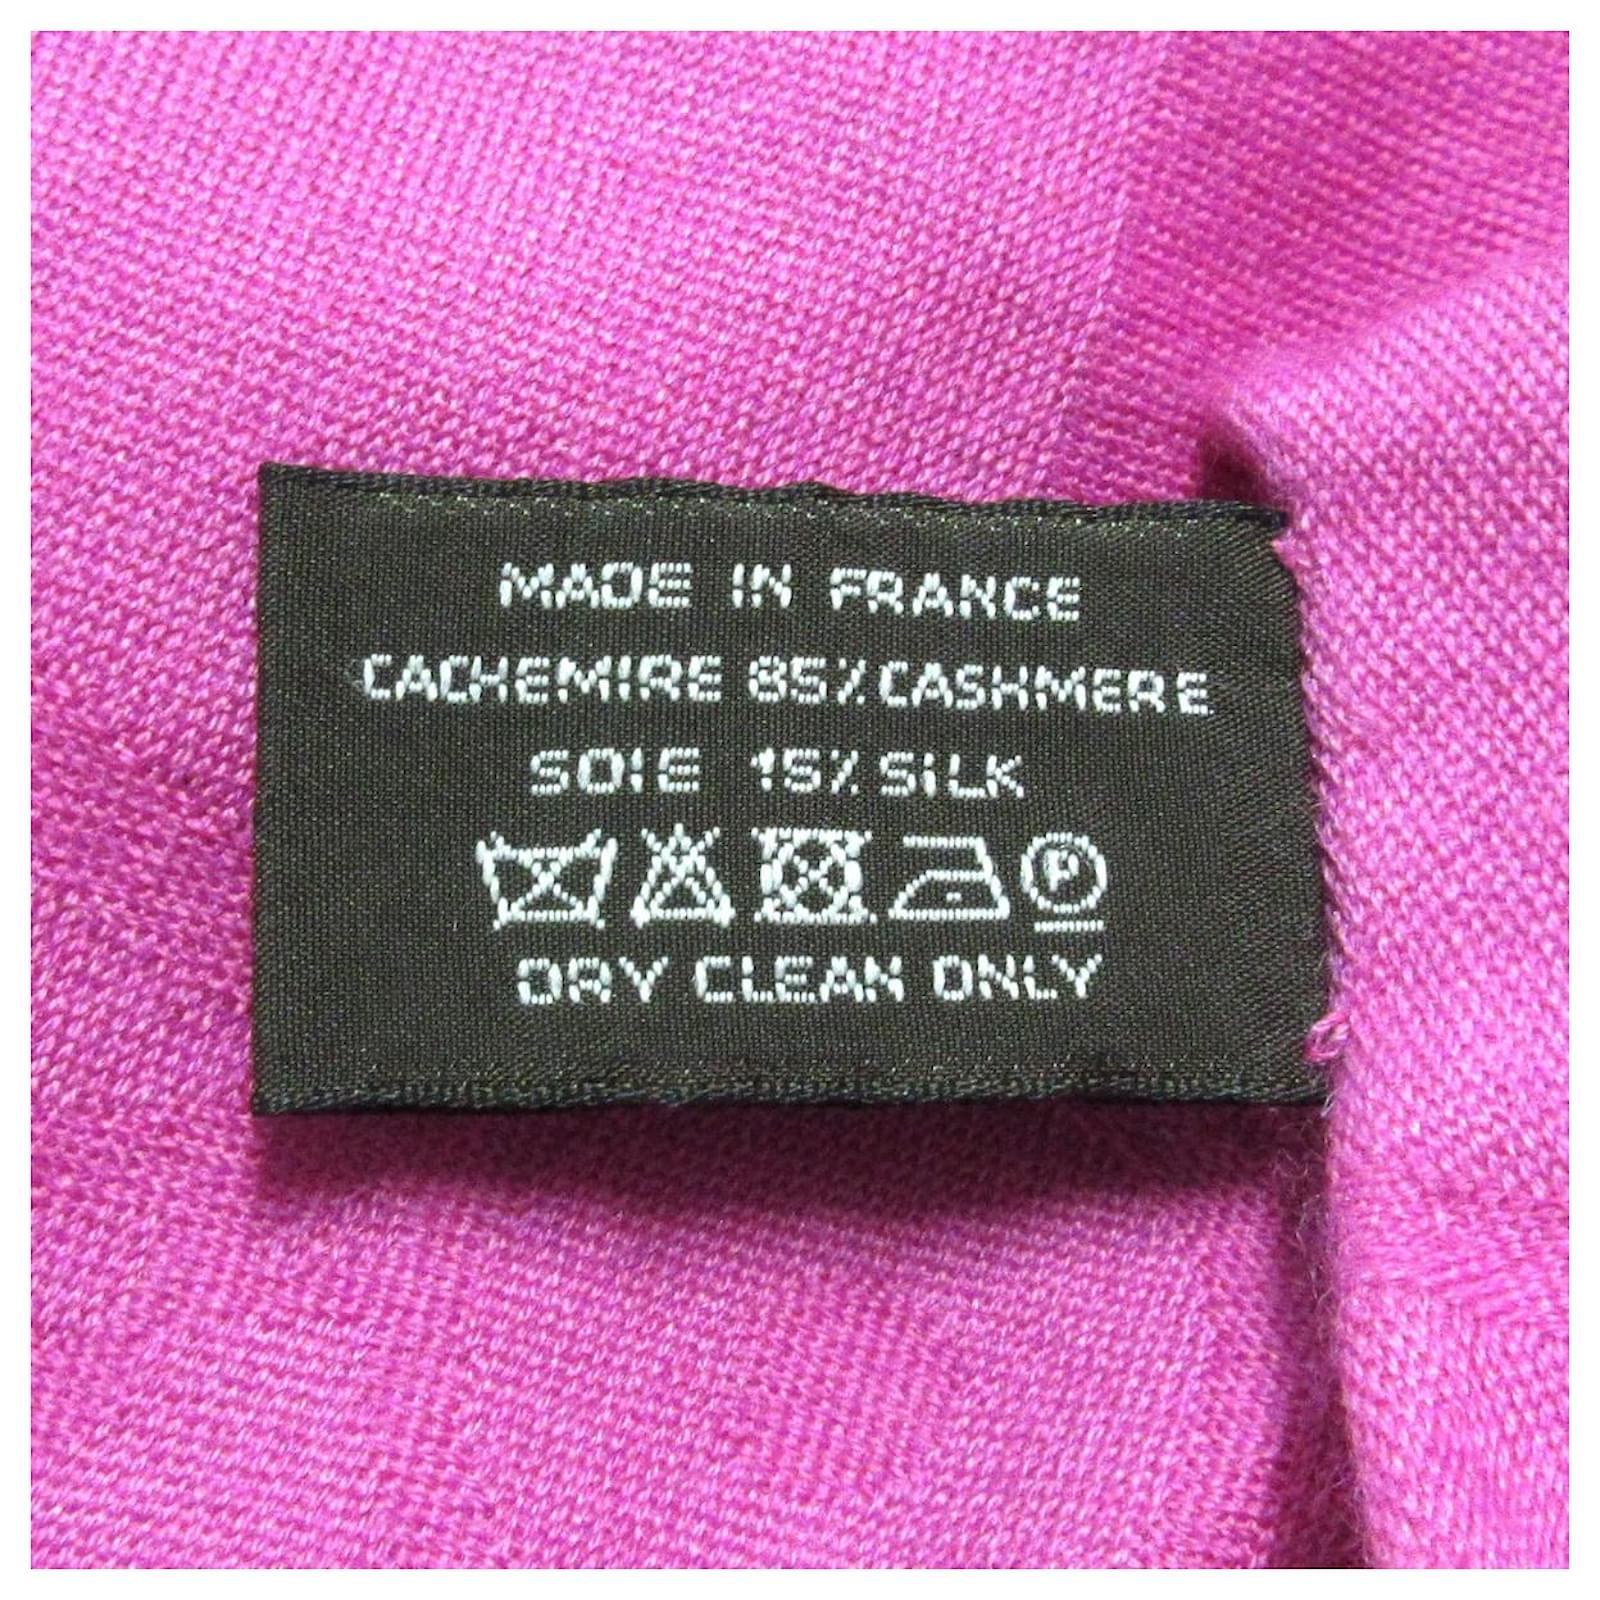 MADE IN FRANCE
CACHEMIRE 85% CASHMERE
SOIE 15% SILK
P
DRY CLEAN ONLY